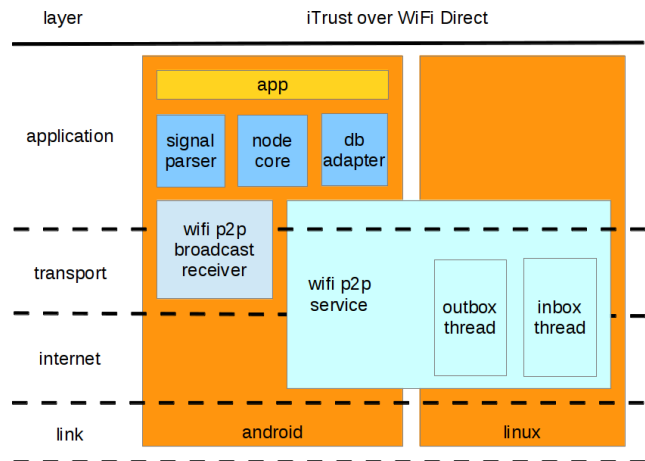 layer
iTrust over WiFi Direct
app
application
signal
parser
node
core
db
adapter
wifi p2p
broadcast
receiver
transport
wifi p2p
service
outbox
thread
inbox
thread
internet
link
android
linux